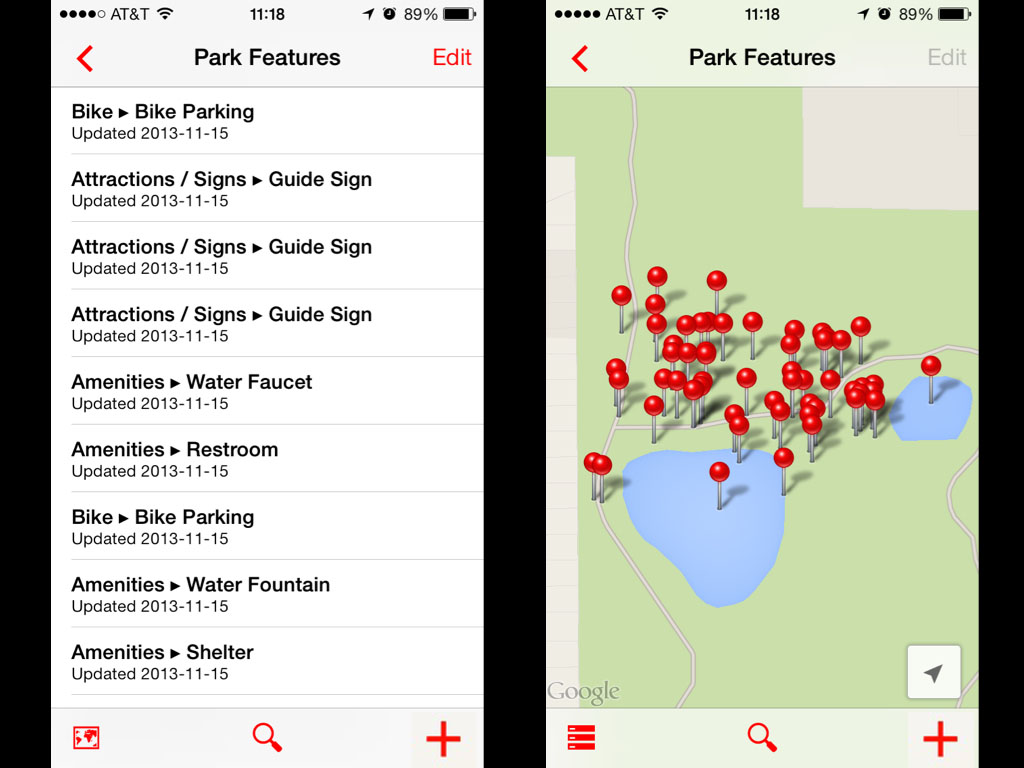 AT&T 11:18 89%
Park Features Edit
Bike ▸ Bike Parking
Updated 2013-11-15
Attractions / Signs ▸ Guide Sign
Updated 2013-11-15
Attractions / Signs ▸ Guide Sign
Updated 2013-11-15
Attractions / Signs ▸ Guide Sign
Updated 2013-11-15
Amenities ▸ Water Faucet
Updated 2013-11-15
Amenities ▸ Restroom
Updated 2013-11-15
Bike ▸ Bike Parking
Updated 2013-11-15
Amenities ▸ Water Fountain
Updated 2013-11-15
Amenities ▸ Shelter
Updated 2013-11-15
AT&T 11:18 89%
Park Features Edit
Google